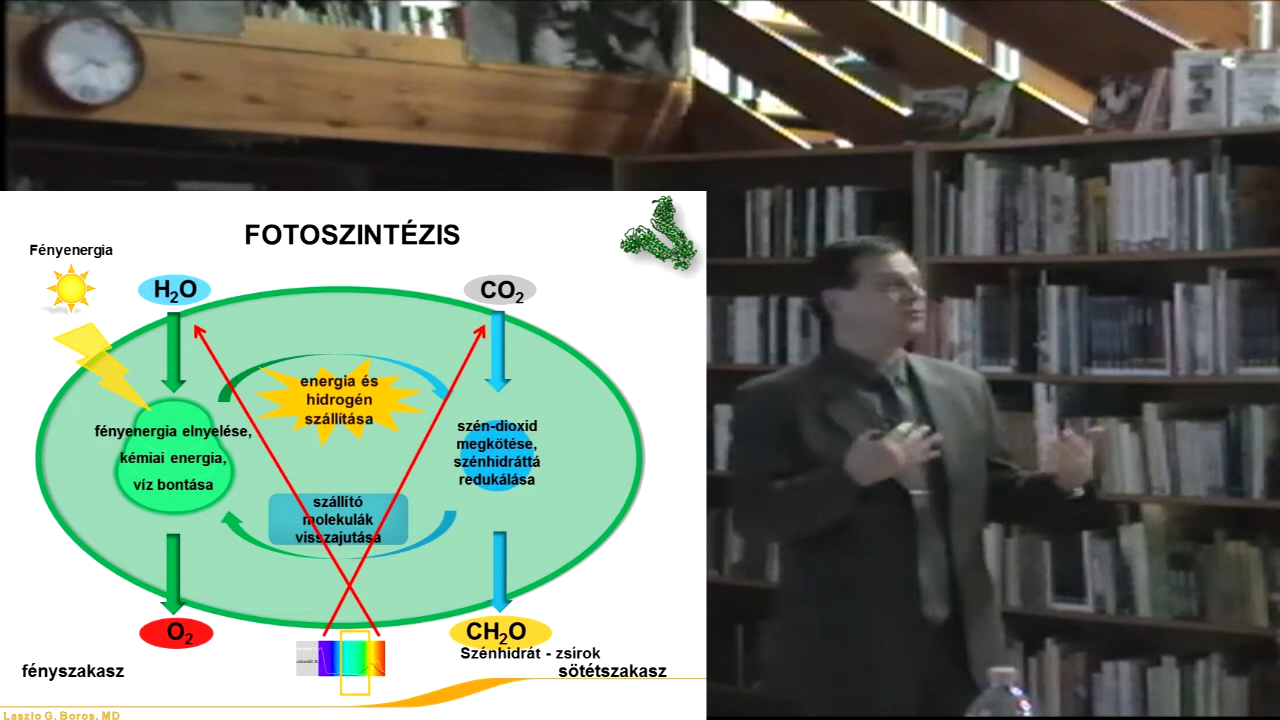 FOTOSZINTÉZIS
Fényenergia
H₂O
CO₂
energia és
hidrogén
szállítása
fényenergia elnyelése,
kémiai energia,
víz bontása
szén-dioxid
megkötése,
szénhidráttá
redukálása
szállító
molekulák
visszajutása
O₂
CH₂O
Szénhidrát - zsírok
fényszakasz
sötétszakasz
Laszlo G. Boros, MD